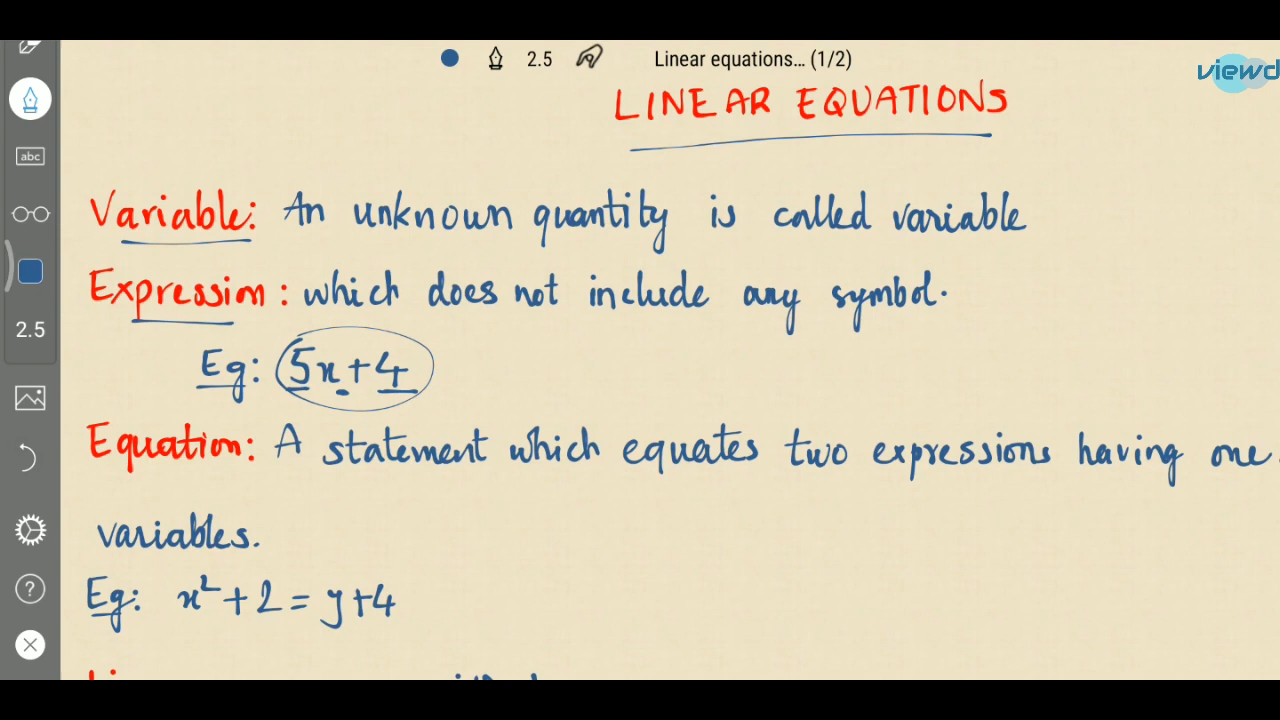 2.5 Linear equations... (1/2)
viewd
LINEAR EQUATIONS
abc
Variable: An unknown quantity is called variable
Expression: which does not include any symbol.
2.5
Eg: 5x+4
Equation: A statement which equates two expressions having one
variables.
Eg: x²+2=y+4
?